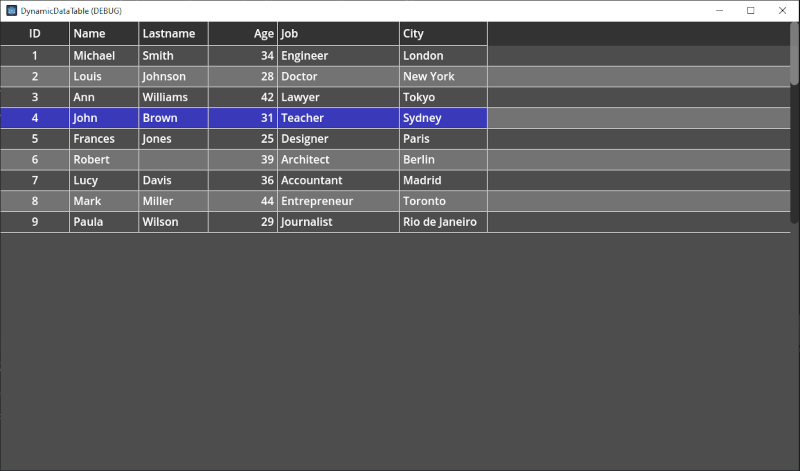 DynamicDataTable (DEBUG)
ID Name Lastname Age Job City
1 Michael Smith 34 Engineer London
2 Louis Johnson 28 Doctor New York
3 Ann Williams 42 Lawyer Tokyo
4 John Brown 31 Teacher Sydney
5 Frances Jones 25 Designer Paris
6 Robert 39 Architect Berlin
7 Lucy Davis 36 Accountant Madrid
8 Mark Miller 44 Entrepreneur Toronto
9 Paula Wilson 29 Journalist Rio de Janeiro